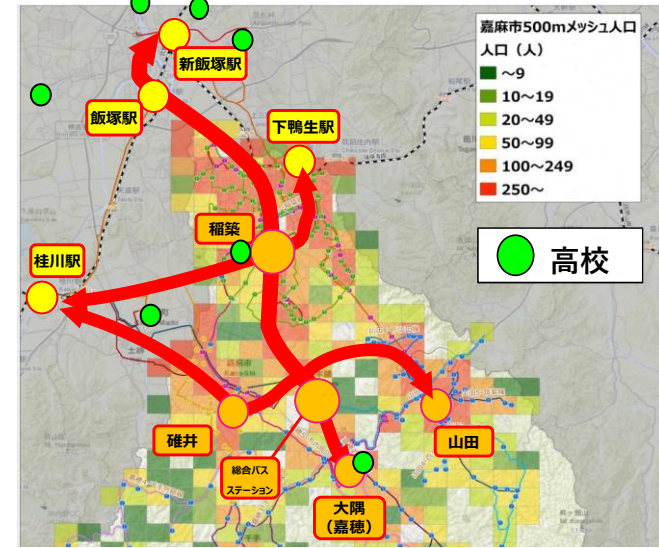 嘉麻市500mメッシュ人口
人口（人）
～9
10～19
20～49
50～99
100～249
250～
高校
新飯塚駅
飯塚駅
下鴨生駅
稲築
桂川駅
碓井
山田
総合バス
ステーション
大隅
（嘉穂）